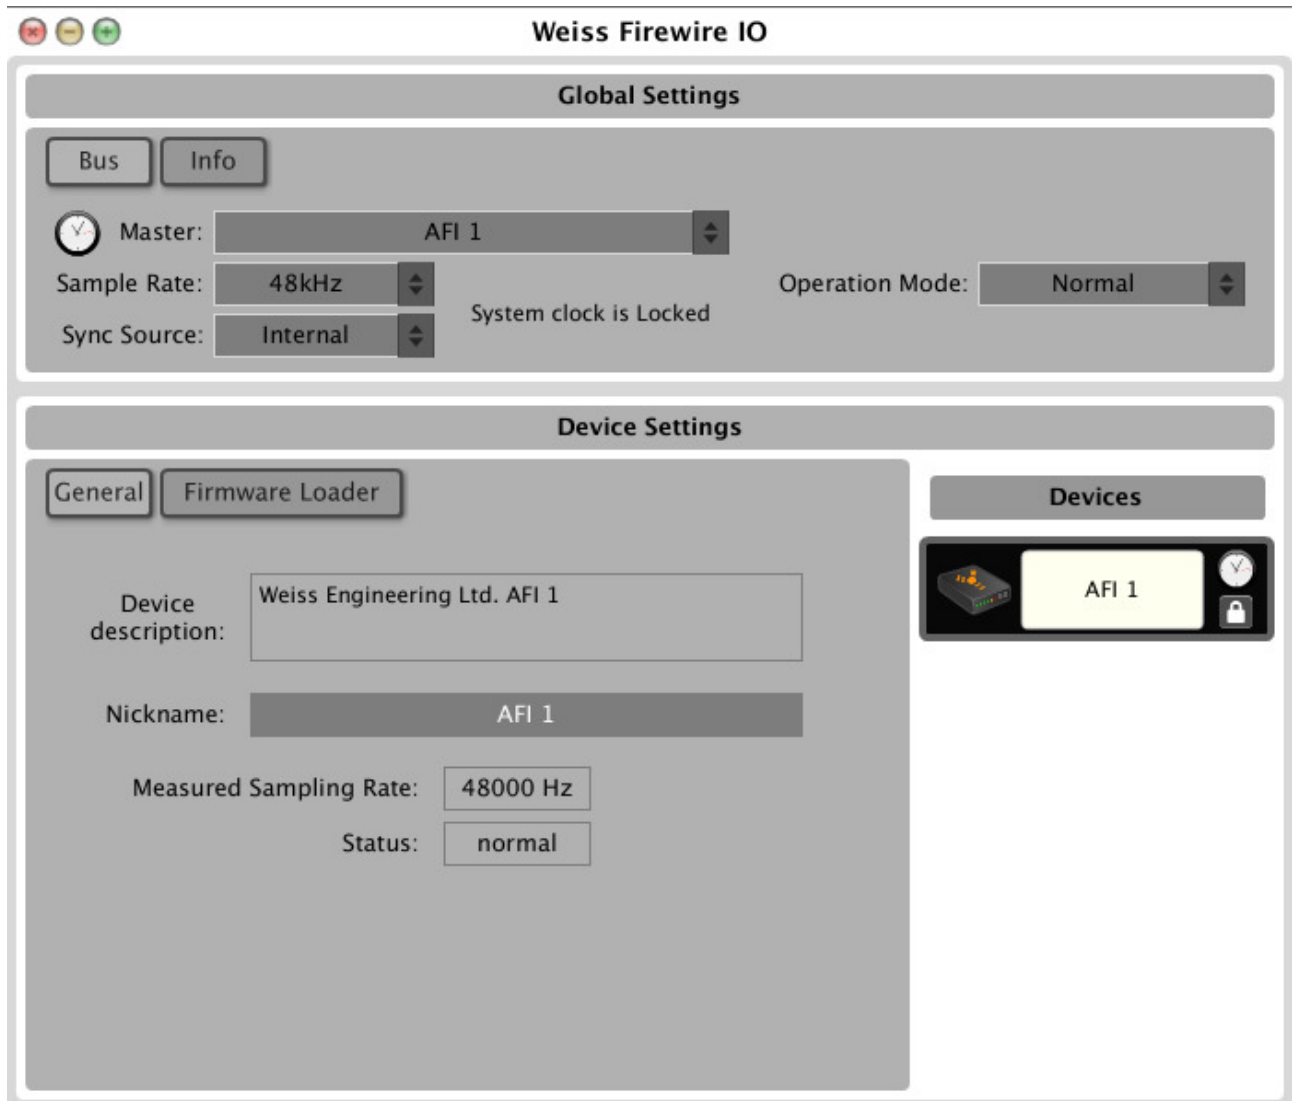 Weiss Firewire IO
Global Settings
Bus Info
Master: AFI 1
Sample Rate: 48kHz
Operation Mode: Normal
System clock is Locked
Sync Source: Internal
Device Settings
General Firmware Loader
Device
description:
Weiss Engineering Ltd. AFI 1
Nickname: AFI 1
Measured Sampling Rate: 48000 Hz
Status: normal
Devices
AFI 1